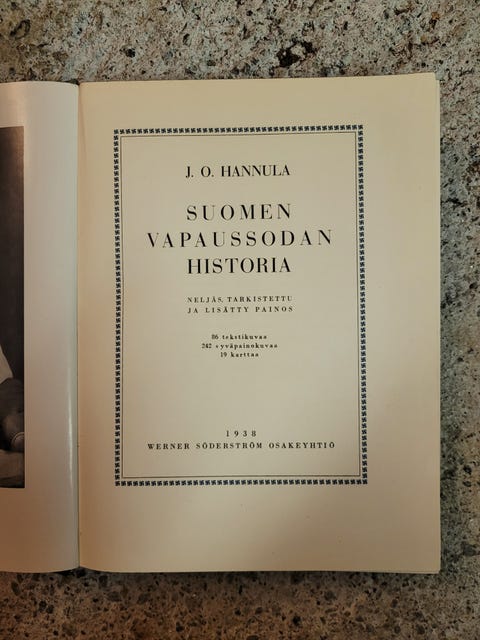 J. O. HANNULA
SUOMEN
VAPAUSSODAN
HISTORIA
NELJÄS, TARKISTETTU
JA LISÄTTY PAINOS
86 tekstikuvaa
242 syväpainokuvaa
19 karttaa
1938
WERNER SÖDERSTRÖM OSAKEYHTIÖ